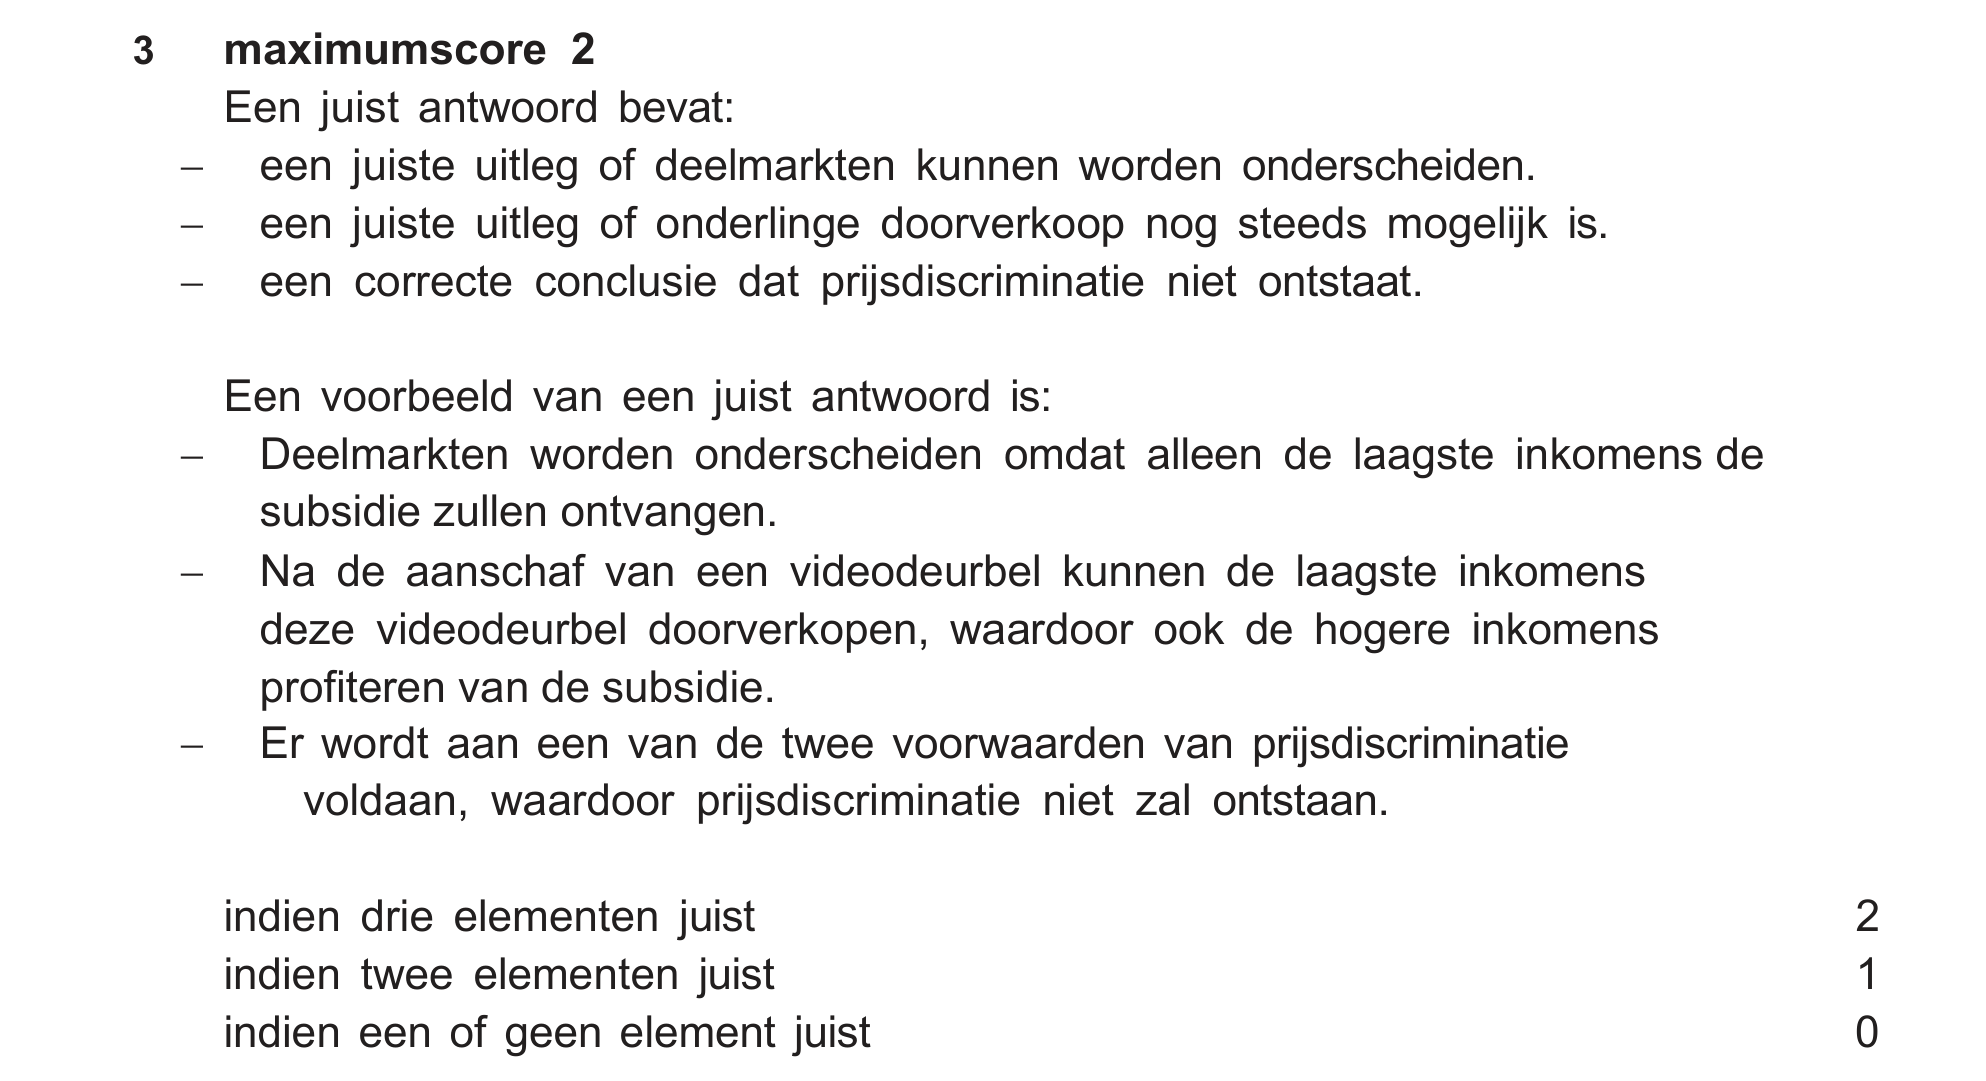 3 maximumscore 2
Een juist antwoord bevat:
– een juiste uitleg of deelmarkten kunnen worden onderscheiden.
– een juiste uitleg of onderlinge doorverkoop nog steeds mogelijk is.
– een correcte conclusie dat prijsdiscriminatie niet ontstaat.
Een voorbeeld van een juist antwoord is:
– Deelmarkten worden onderscheiden omdat alleen de laagste inkomens de
subsidie zullen ontvangen.
– Na de aanschaf van een videodeurbel kunnen de laagste inkomens
deze videodeurbel doorverkopen, waardoor ook de hogere inkomens
profiteren van de subsidie.
– Er wordt aan een van de twee voorwaarden van prijsdiscriminatie
voldaan, waardoor prijsdiscriminatie niet zal ontstaan.
indien drie elementen juist 2
indien twee elementen juist 1
indien een of geen element juist 0